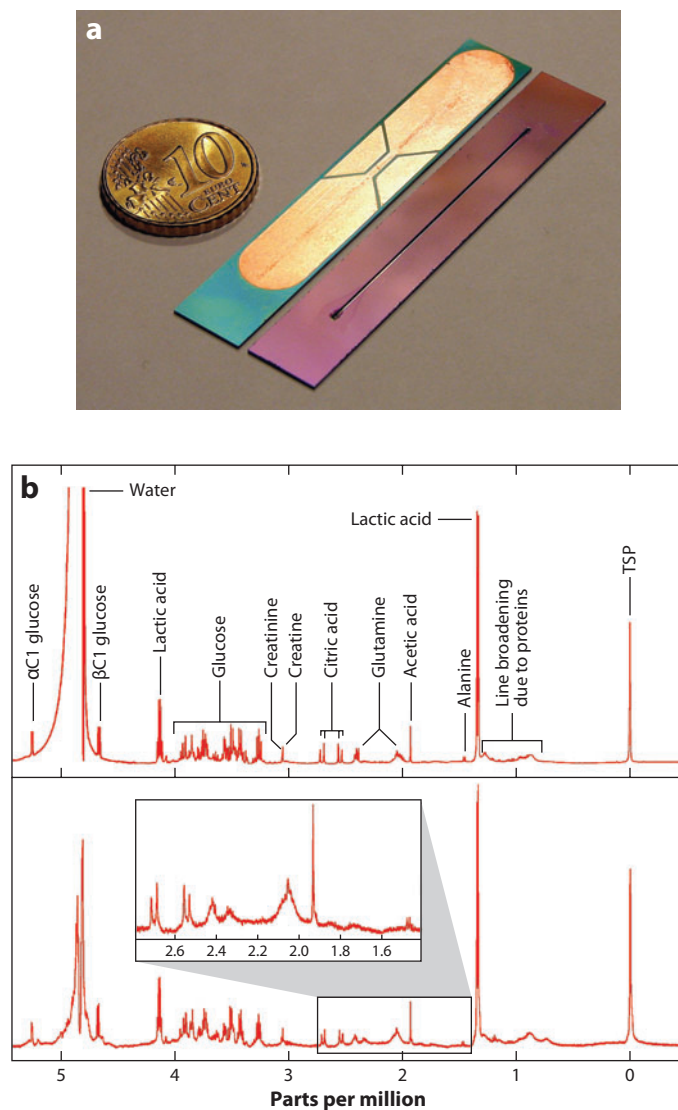 a
10
EURO
CENT
b
Water
αC1 glucose
βC1 glucose
Lactic acid
Glucose
Creatinine
Creatine
Citric acid
Glutamine
Acetic acid
Lactic acid
Alanine
Line broadening
due to proteins
TSP
2.6 2.4 2.2 2.0 1.8 1.6
5 4 3 2 1 0
Parts per million